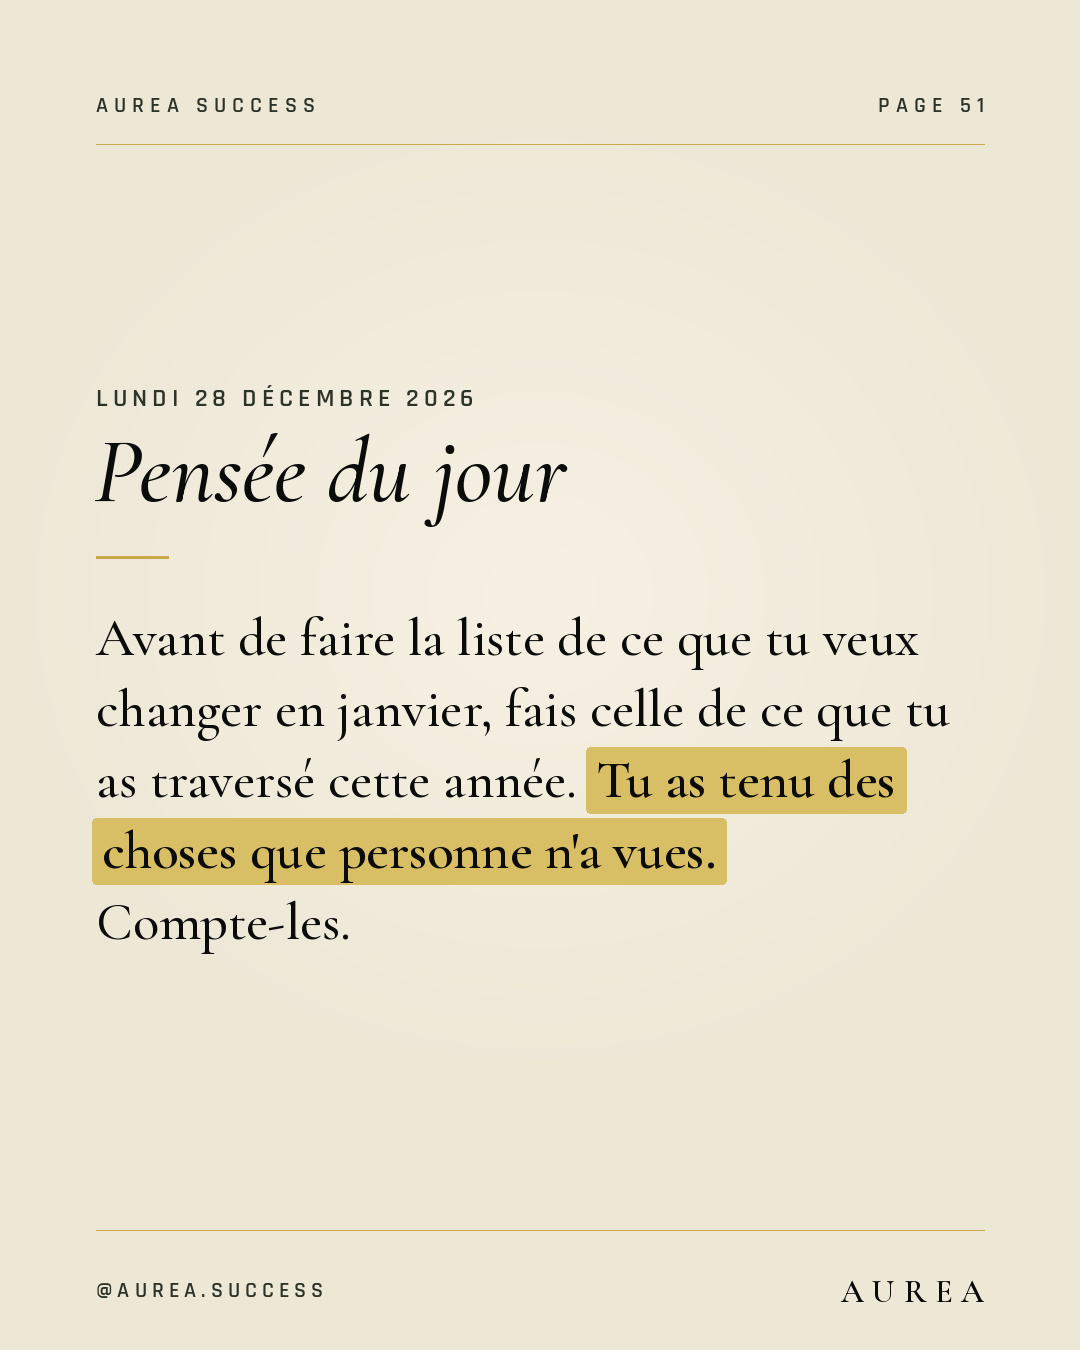 AUREA SUCCESS
PAGE 51
LUNDI 28 DÉCEMBRE 2026
Pensée du jour
Avant de faire la liste de ce que tu veux
changer en janvier, fais celle de ce que tu
as traversé cette année. Tu as tenu des
choses que personne n'a vues.
Compte-les.
@AUREA.SUCCESS
AUREA